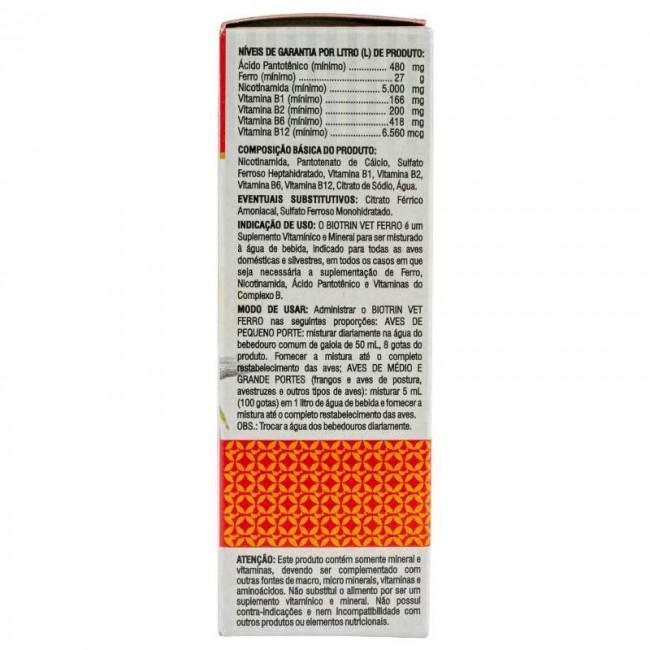 NÍVEIS DE GARANTIA POR LITRO (L) DE PRODUTO:
Ácido Pantotênico (mínimo) ............... 480 mg
Ferro (mínimo) ................................... 27 g
Nicotinamida (mínimo) ..................... 5.000 mg
Vitamina B1 (mínimo) ......................... 166 mg
Vitamina B2 (mínimo) ......................... 200 mg
Vitamina B6 (mínimo) ......................... 418 mg
Vitamina B12 (mínimo) ..................... 6.560 mcg
COMPOSIÇÃO BÁSICA DO PRODUTO:
Nicotinamida, Pantotenato de Cálcio, Sulfato
Ferroso Heptahidratado, Vitamina B1, Vitamina B2,
Vitamina B6, Vitamina B12, Citrato de Sódio, Água.
EVENTUAIS SUBSTITUTIVOS: Citrato Férrico
Amoniacal, Sulfato Ferroso Monohidratado.
INDICAÇÃO DE USO: O BIOTRIN VET FERRO é um
Suplemento Vitamínico e Mineral para ser misturado
à água de bebida, indicado para todas as aves
domésticas e silvestres, em todos os casos em que
seja necessária a suplementação de Ferro,
Nicotinamida, Ácido Pantotênico e Vitaminas do
Complexo B.
MODO DE USAR: Administrar o BIOTRIN VET
FERRO nas seguintes proporções: AVES DE
PEQUENO PORTE: misturar diariamente na água do
bebedouro comum de gaiola de 50 mL, 8 gotas do
produto. Fornecer a mistura até o completo
restabelecimento das aves; AVES DE MÉDIO E
GRANDE PORTES (frangos e aves de postura,
avestruzes e outros tipos de aves): misturar 5 mL
(100 gotas) em 1 litro de água de bebida e fornecer a
mistura até o completo restabelecimento das aves.
OBS.: Trocar a água dos bebedouros diariamente.
ATENÇÃO: Este produto contém somente mineral e
vitaminas, devendo ser complementado com
outras fontes de macro, micro minerais, vitaminas e
aminoácidos. Não substitui o alimento por ser um
suplemento vitamínico e mineral. Não possui
contra-indicações e nem incompatibilidade com
outros produtos ou elementos nutricionais.